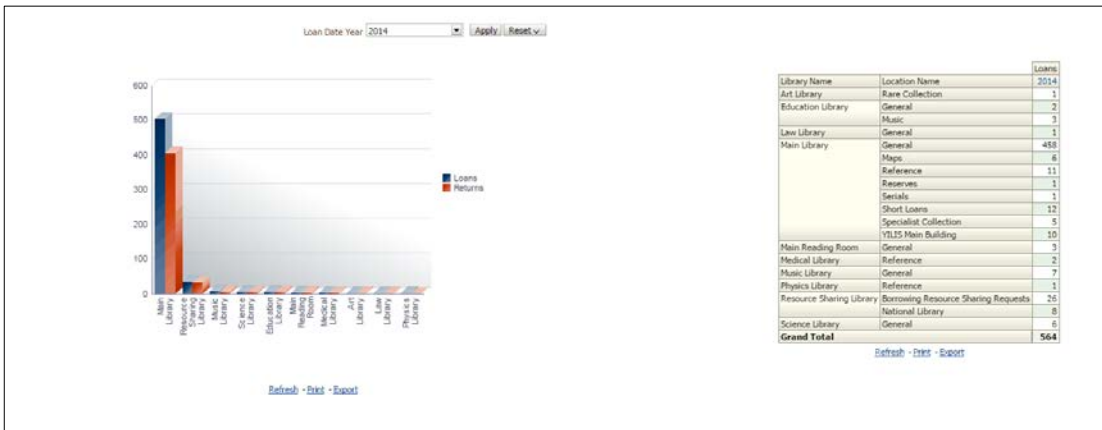 Loan Date Year 2014 Apply Reset
600
500
400
300
200
100
0
Loans
Returns
Main Library
Resource Sharing Library
Music Library
Science Library
Education Library
Main Reading Room
Medical Library
Art Library
Law Library
Physics Library
Refresh - Print - Export
Loans
Library Name Location Name 2014
Art Library Rare Collection 1
Education Library General 2
Music 3
Law Library General 1
Main Library General 458
Maps 6
Reference 11
Reserves 1
Serials 1
Short Loans 12
Specialist Collection 5
YILIS Main Building 10
Main Reading Room General 3
Medical Library Reference 2
Music Library General 7
Physics Library Reference 1
Resource Sharing Library Borrowing Resource Sharing Requests 26
National Library 8
Science Library General 6
Grand Total 564
Refresh - Print - Export